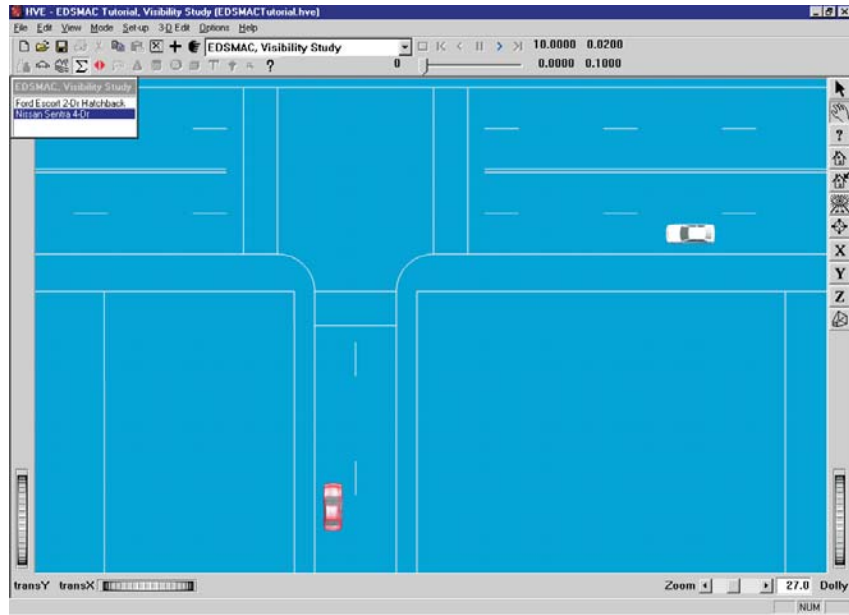 HVE - EDSMAC Tutorial, Visibility Study (EDSMACTutorial.hve)
File Edit View Mode Set-up 3-D Edit Options Help
EDSMAC, Visibility Study 10.0000 0.0200
? 0 0.0000 0.1000
EDSMAC, Visibility Study
Ford Escort 2-Dr Hatchback
Nissan Sentra 4-Dr
?
X
Y
Z
transY transX Zoom 27.0 Dolly
NUM